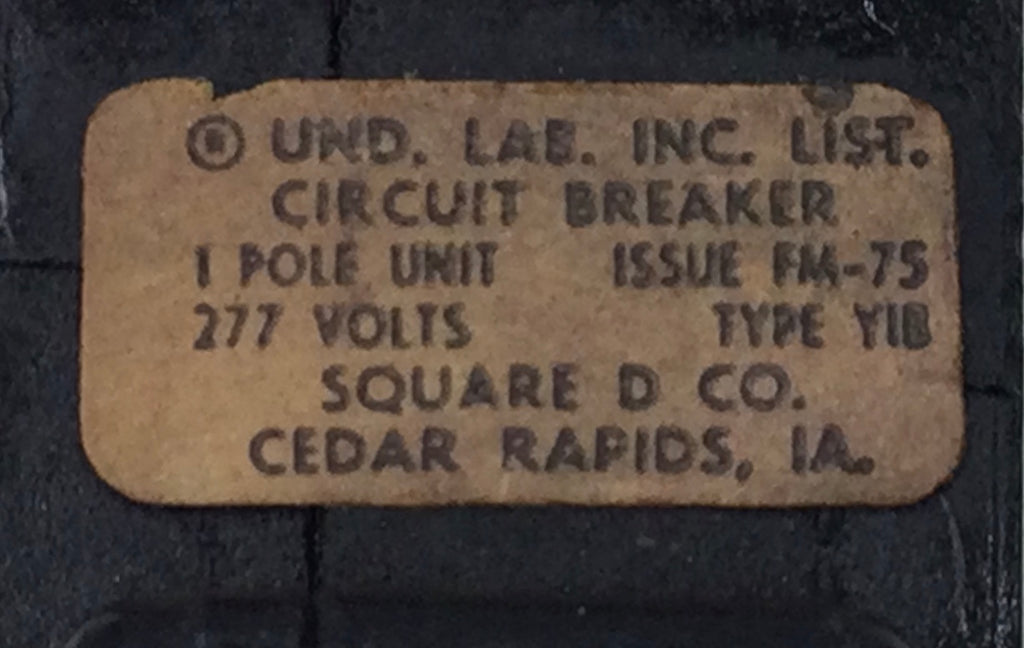 ® UND. LAB. INC. LIST.
CIRCUIT BREAKER
1 POLE UNIT ISSUE FM-75
277 VOLTS TYPE YIB
SQUARE D CO.
CEDAR RAPIDS, IA.